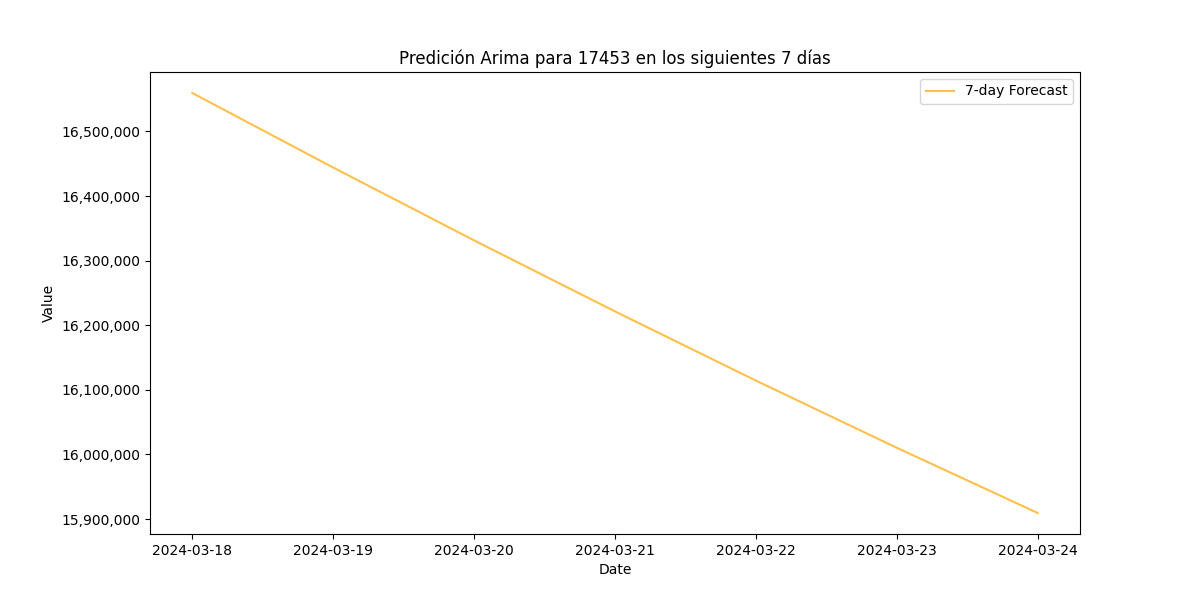 Predición Arima para 17453 en los siguientes 7 días
7-day Forecast
Value
16,500,000
16,400,000
16,300,000
16,200,000
16,100,000
16,000,000
15,900,000
2024-03-18 2024-03-19 2024-03-20 2024-03-21 2024-03-22 2024-03-23 2024-03-24
Date